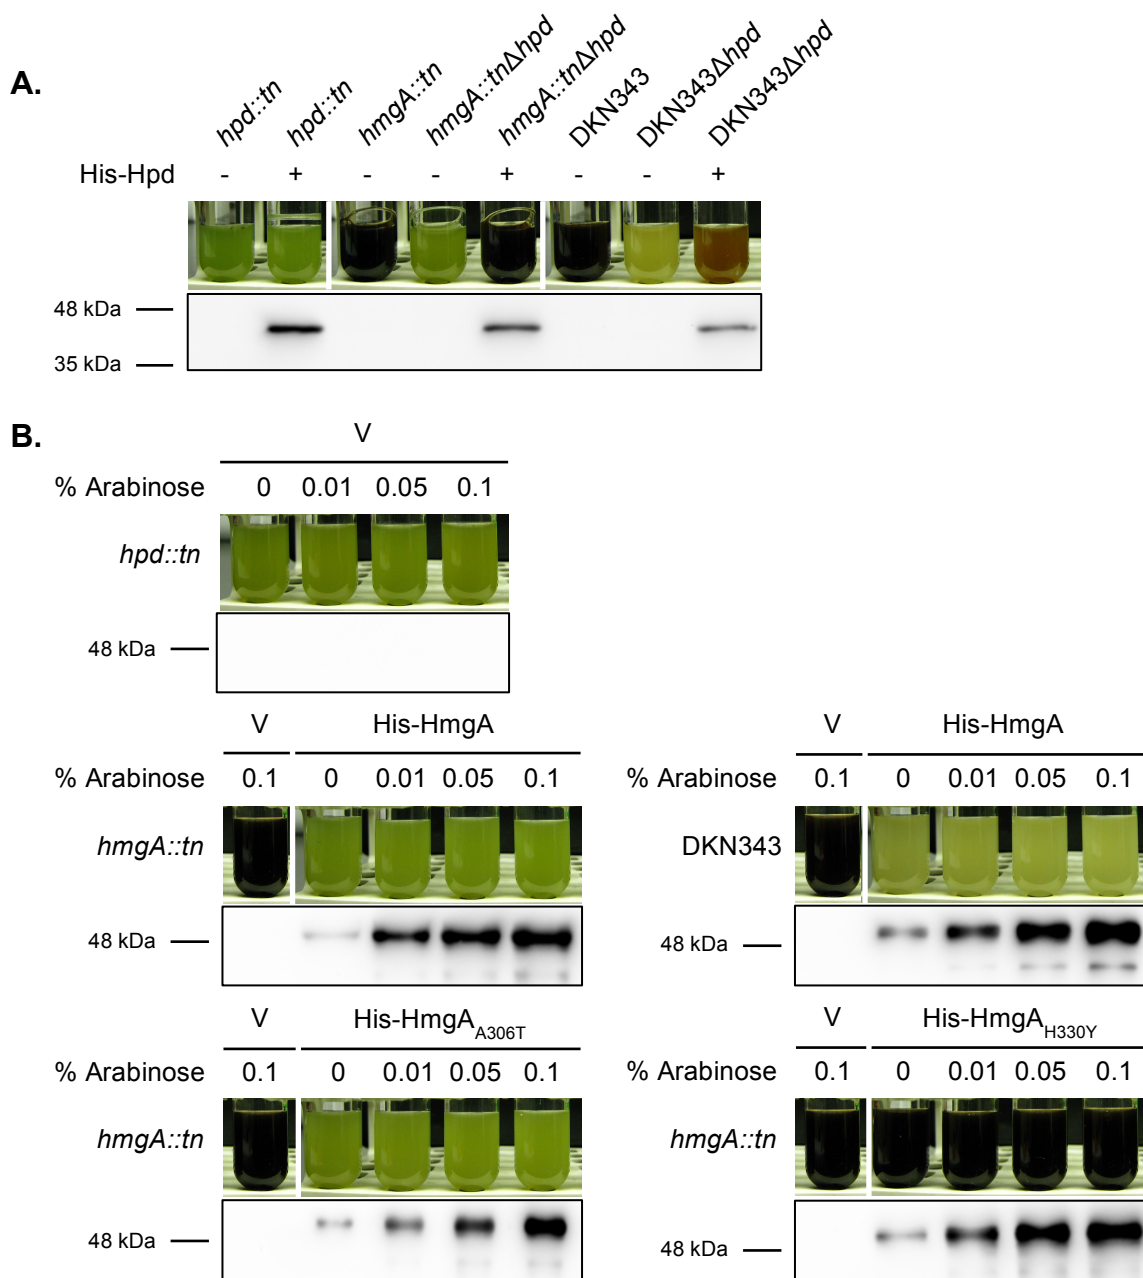 A.
hpd::tn hpd::tn hmgA::tn hmgA::tnΔhpd hmgA::tnΔhpd DKN343 DKN343Δhpd DKN343Δhpd
His-Hpd - + - - + - - +
48 kDa
35 kDa
B.
V
% Arabinose 0 0.01 0.05 0.1
hpd::tn
48 kDa
V His-HmgA
% Arabinose 0.1 0 0.01 0.05 0.1
hmgA::tn
48 kDa
V His-HmgA
% Arabinose 0.1 0 0.01 0.05 0.1
DKN343
48 kDa
V His-HmgA_A306T
% Arabinose 0.1 0 0.01 0.05 0.1
hmgA::tn
48 kDa
V His-HmgA_H330Y
% Arabinose 0.1 0 0.01 0.05 0.1
hmgA::tn
48 kDa